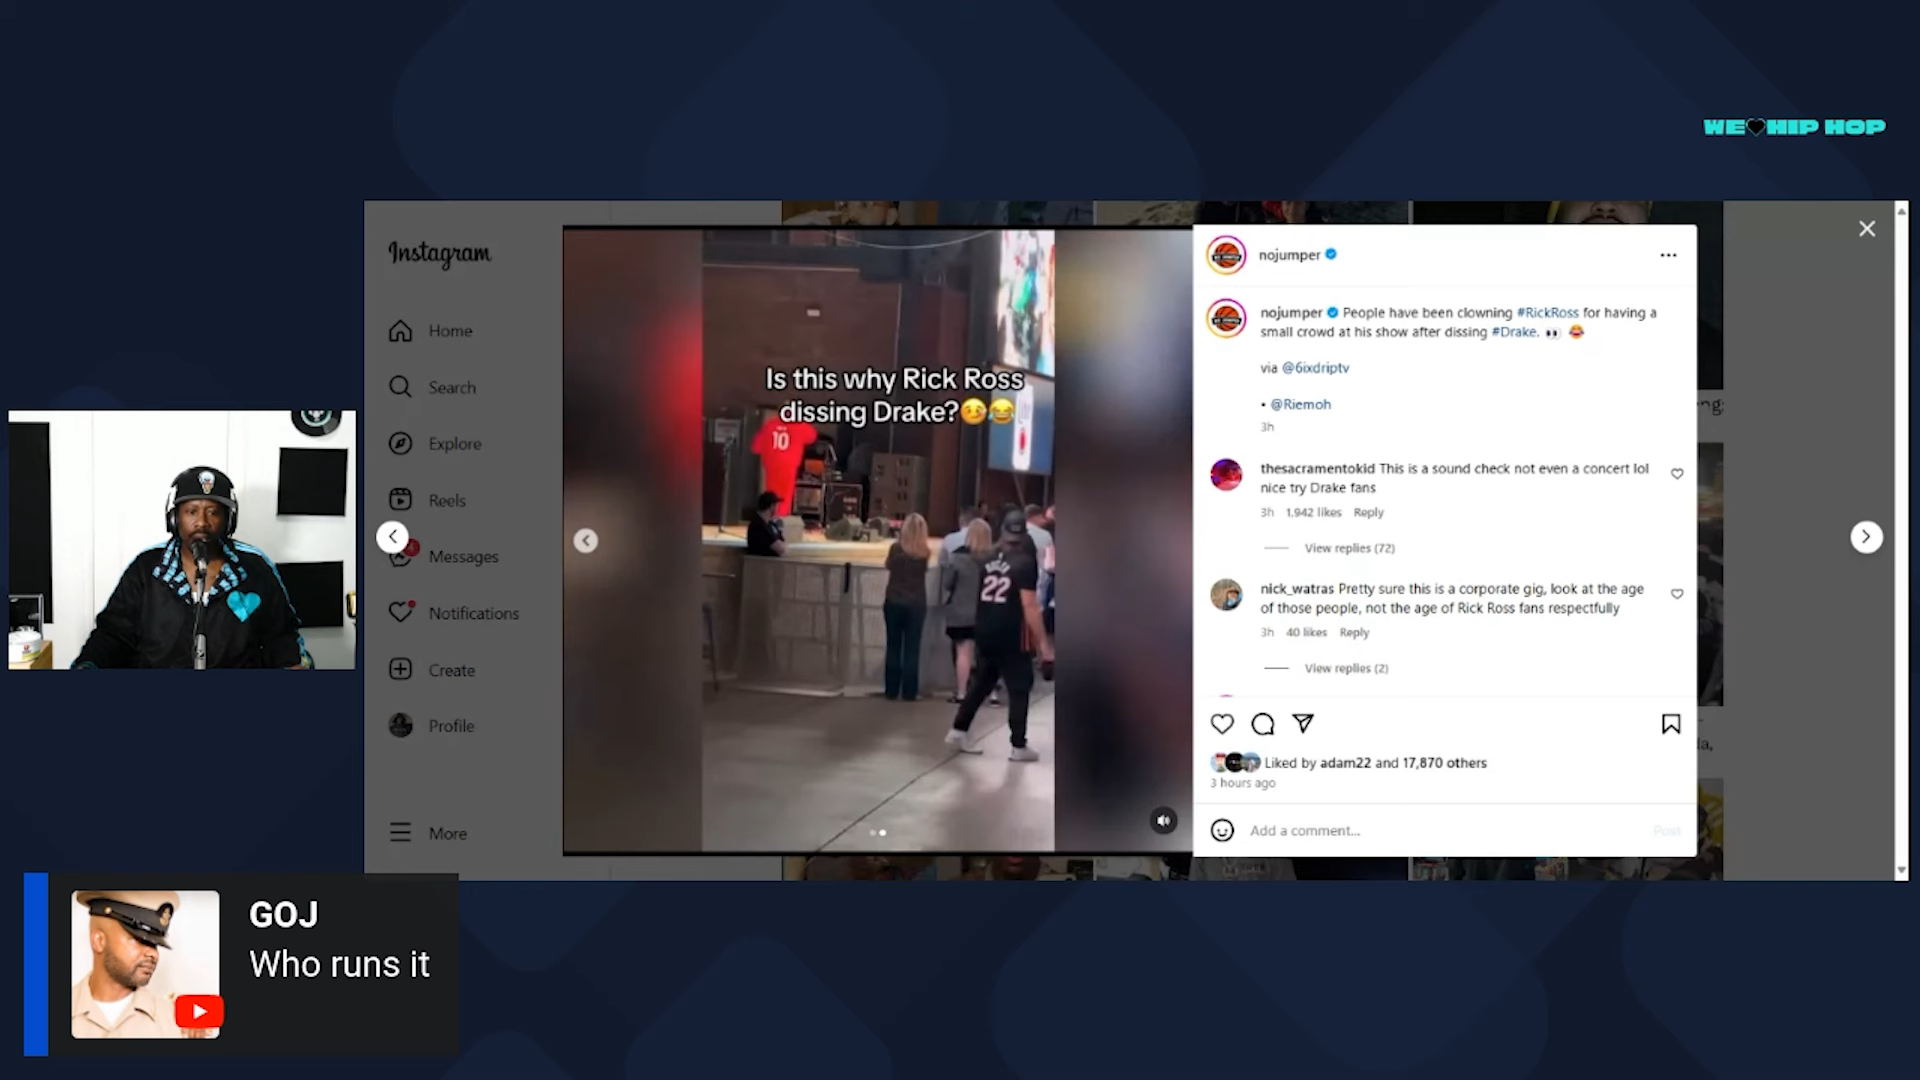 WE🖤HIP HOP
Instagram
Home
Search
Explore
Reels
Messages
Notifications
Create
Profile
More
Is this why Rick Ross
dissing Drake?😏😂
10
22
nojumper
nojumper People have been clowning #RickRoss for having a
small crowd at his show after dissing #Drake. 👀 😂
via @6ixdriptv
• @Riemoh
3h
thesacramentokid This is a sound check not even a concert lol
nice try Drake fans
3h 1,942 likes Reply
View replies (72)
nick_watras Pretty sure this is a corporate gig, look at the age
of those people, not the age of Rick Ross fans respectfully
3h 40 likes Reply
View replies (2)
Liked by adam22 and 17,870 others
3 hours ago
Add a comment...
Post
GOJ
Who runs it